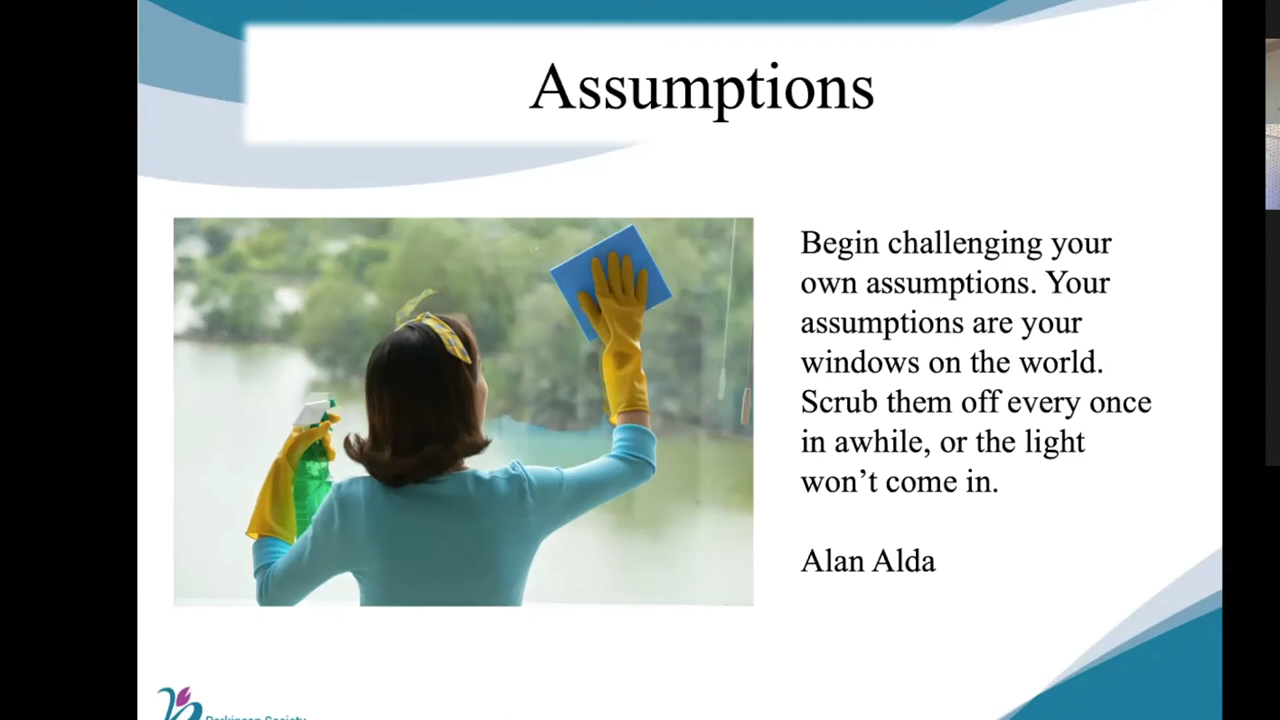 Assumptions
Begin challenging your
own assumptions. Your
assumptions are your
windows on the world.
Scrub them off every once
in awhile, or the light
won’t come in.
Alan Alda
Parkinson Society